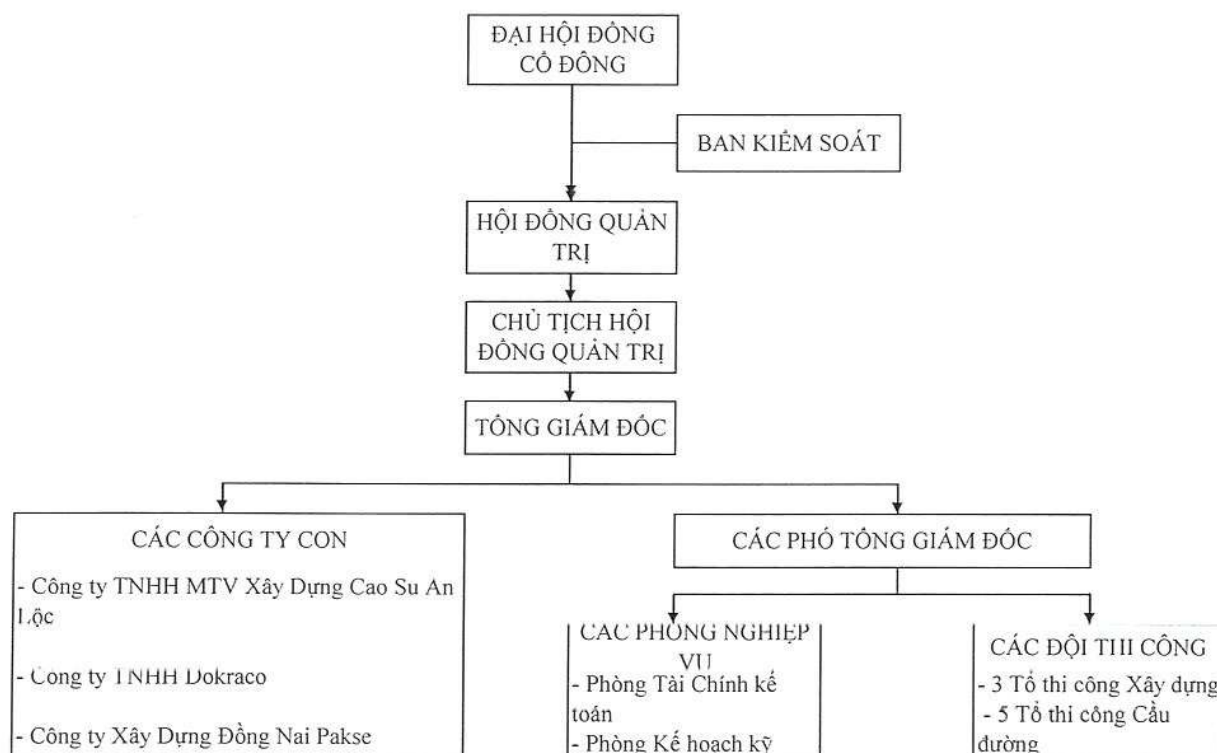 ĐẠI HỘI ĐỒNG
CỔ ĐÔNG
BAN KIỂM SOÁT
HỘI ĐỒNG QUẢN
TRỊ
CHỦ TỊCH HỘI
ĐỒNG QUẢN TRỊ
TỔNG GIÁM ĐỐC
CÁC CÔNG TY CON
- Công ty TNHH MTV Xây Dựng Cao Su An
Lộc
- Công ty TNHH Dokraco
- Công ty Xây Dựng Đồng Nai Pakse
CÁC PHÓ TỔNG GIÁM ĐỐC
CÁC PHÒNG NGHIỆP
VỤ
- Phòng Tài Chính kế
toán
- Phòng Kế hoạch kỹ
CÁC ĐỘI THI CÔNG
- 3 Tổ thi công Xây dựng
- 5 Tổ thi công Cầu
đường